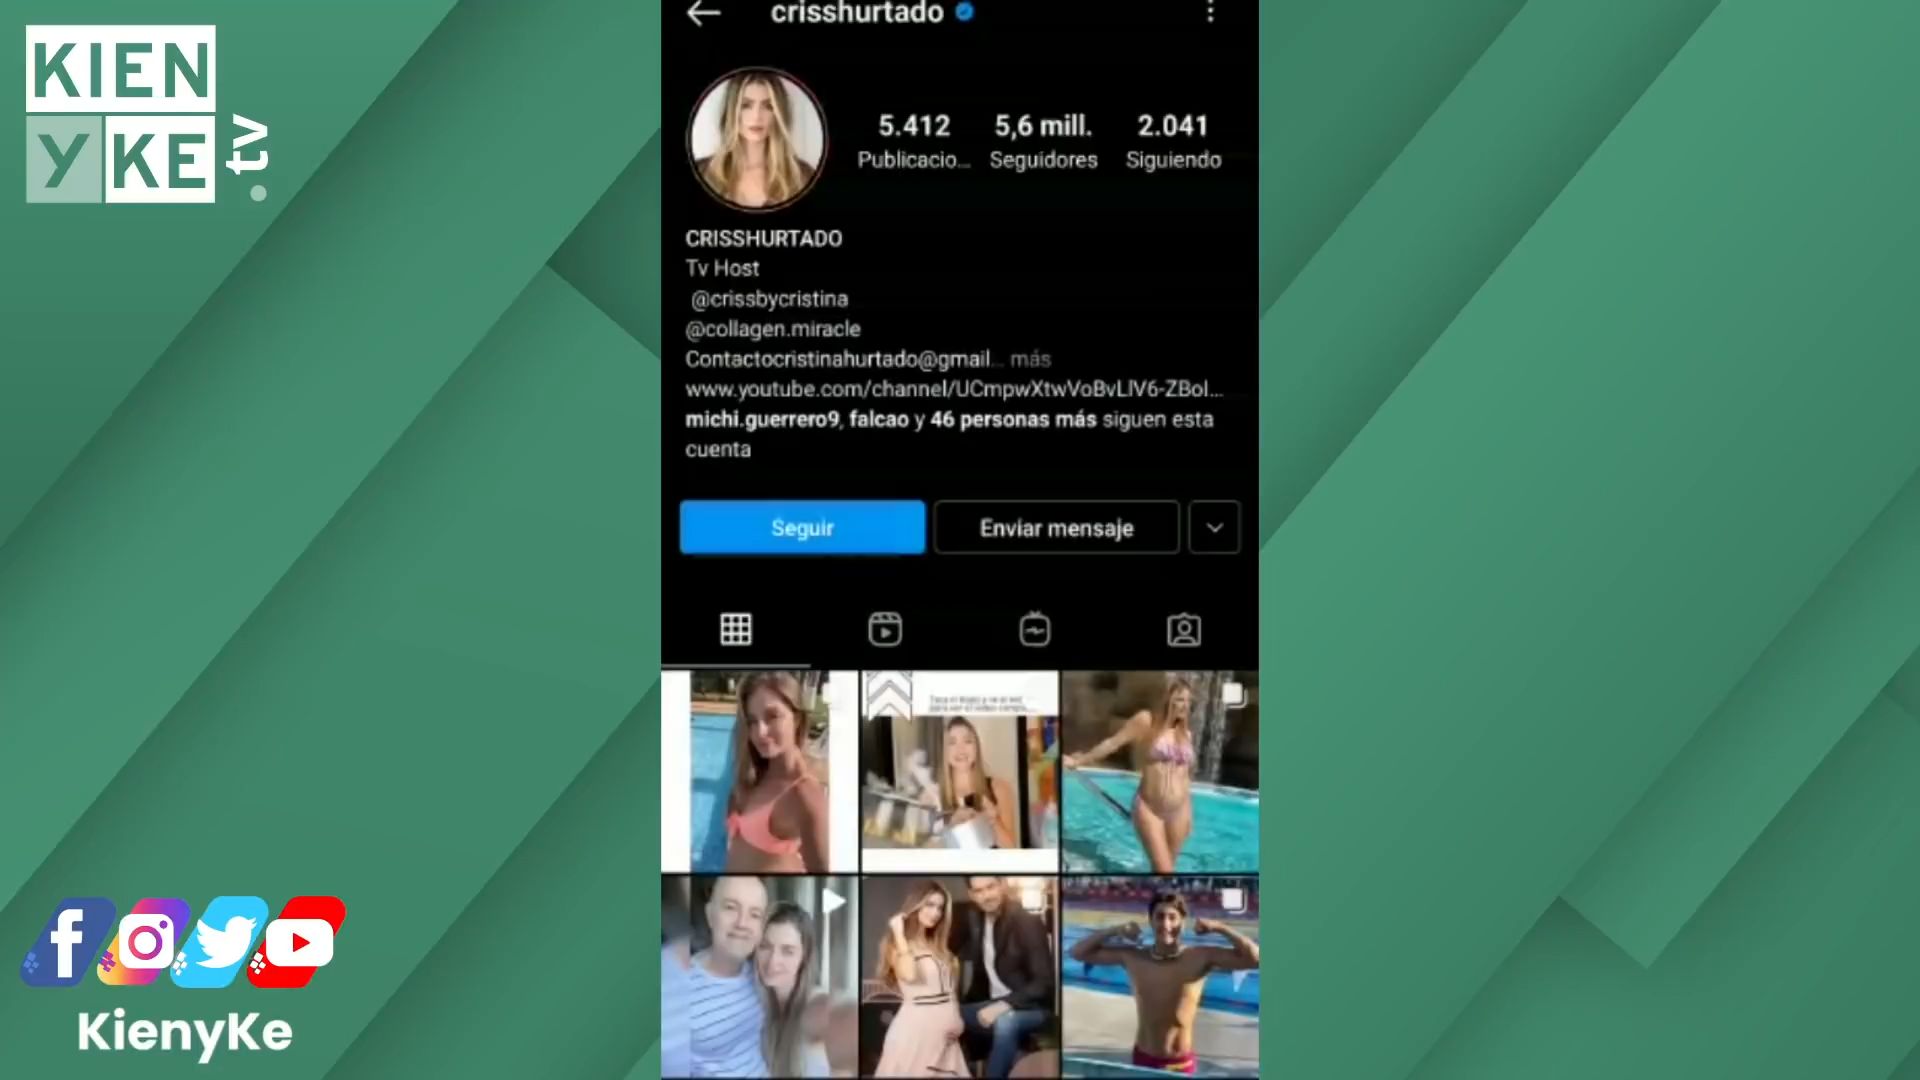 KIEN
YKE
.tv
crisshurtado
5.412
5,6 mill.
2.041
Publicacio...
Seguidores
Siguiendo
CRISSHURTADO
Tv Host
@crissbycristina
@collagen.miracle
Contactocristinahurtado@gmail... más
www.youtube.com/channel/UCmpwXtwVoBvLlV6-ZBol...
michi.guerrero9, falcao y 46 personas más siguen esta
cuenta
Seguir
Enviar mensaje
KienyKe